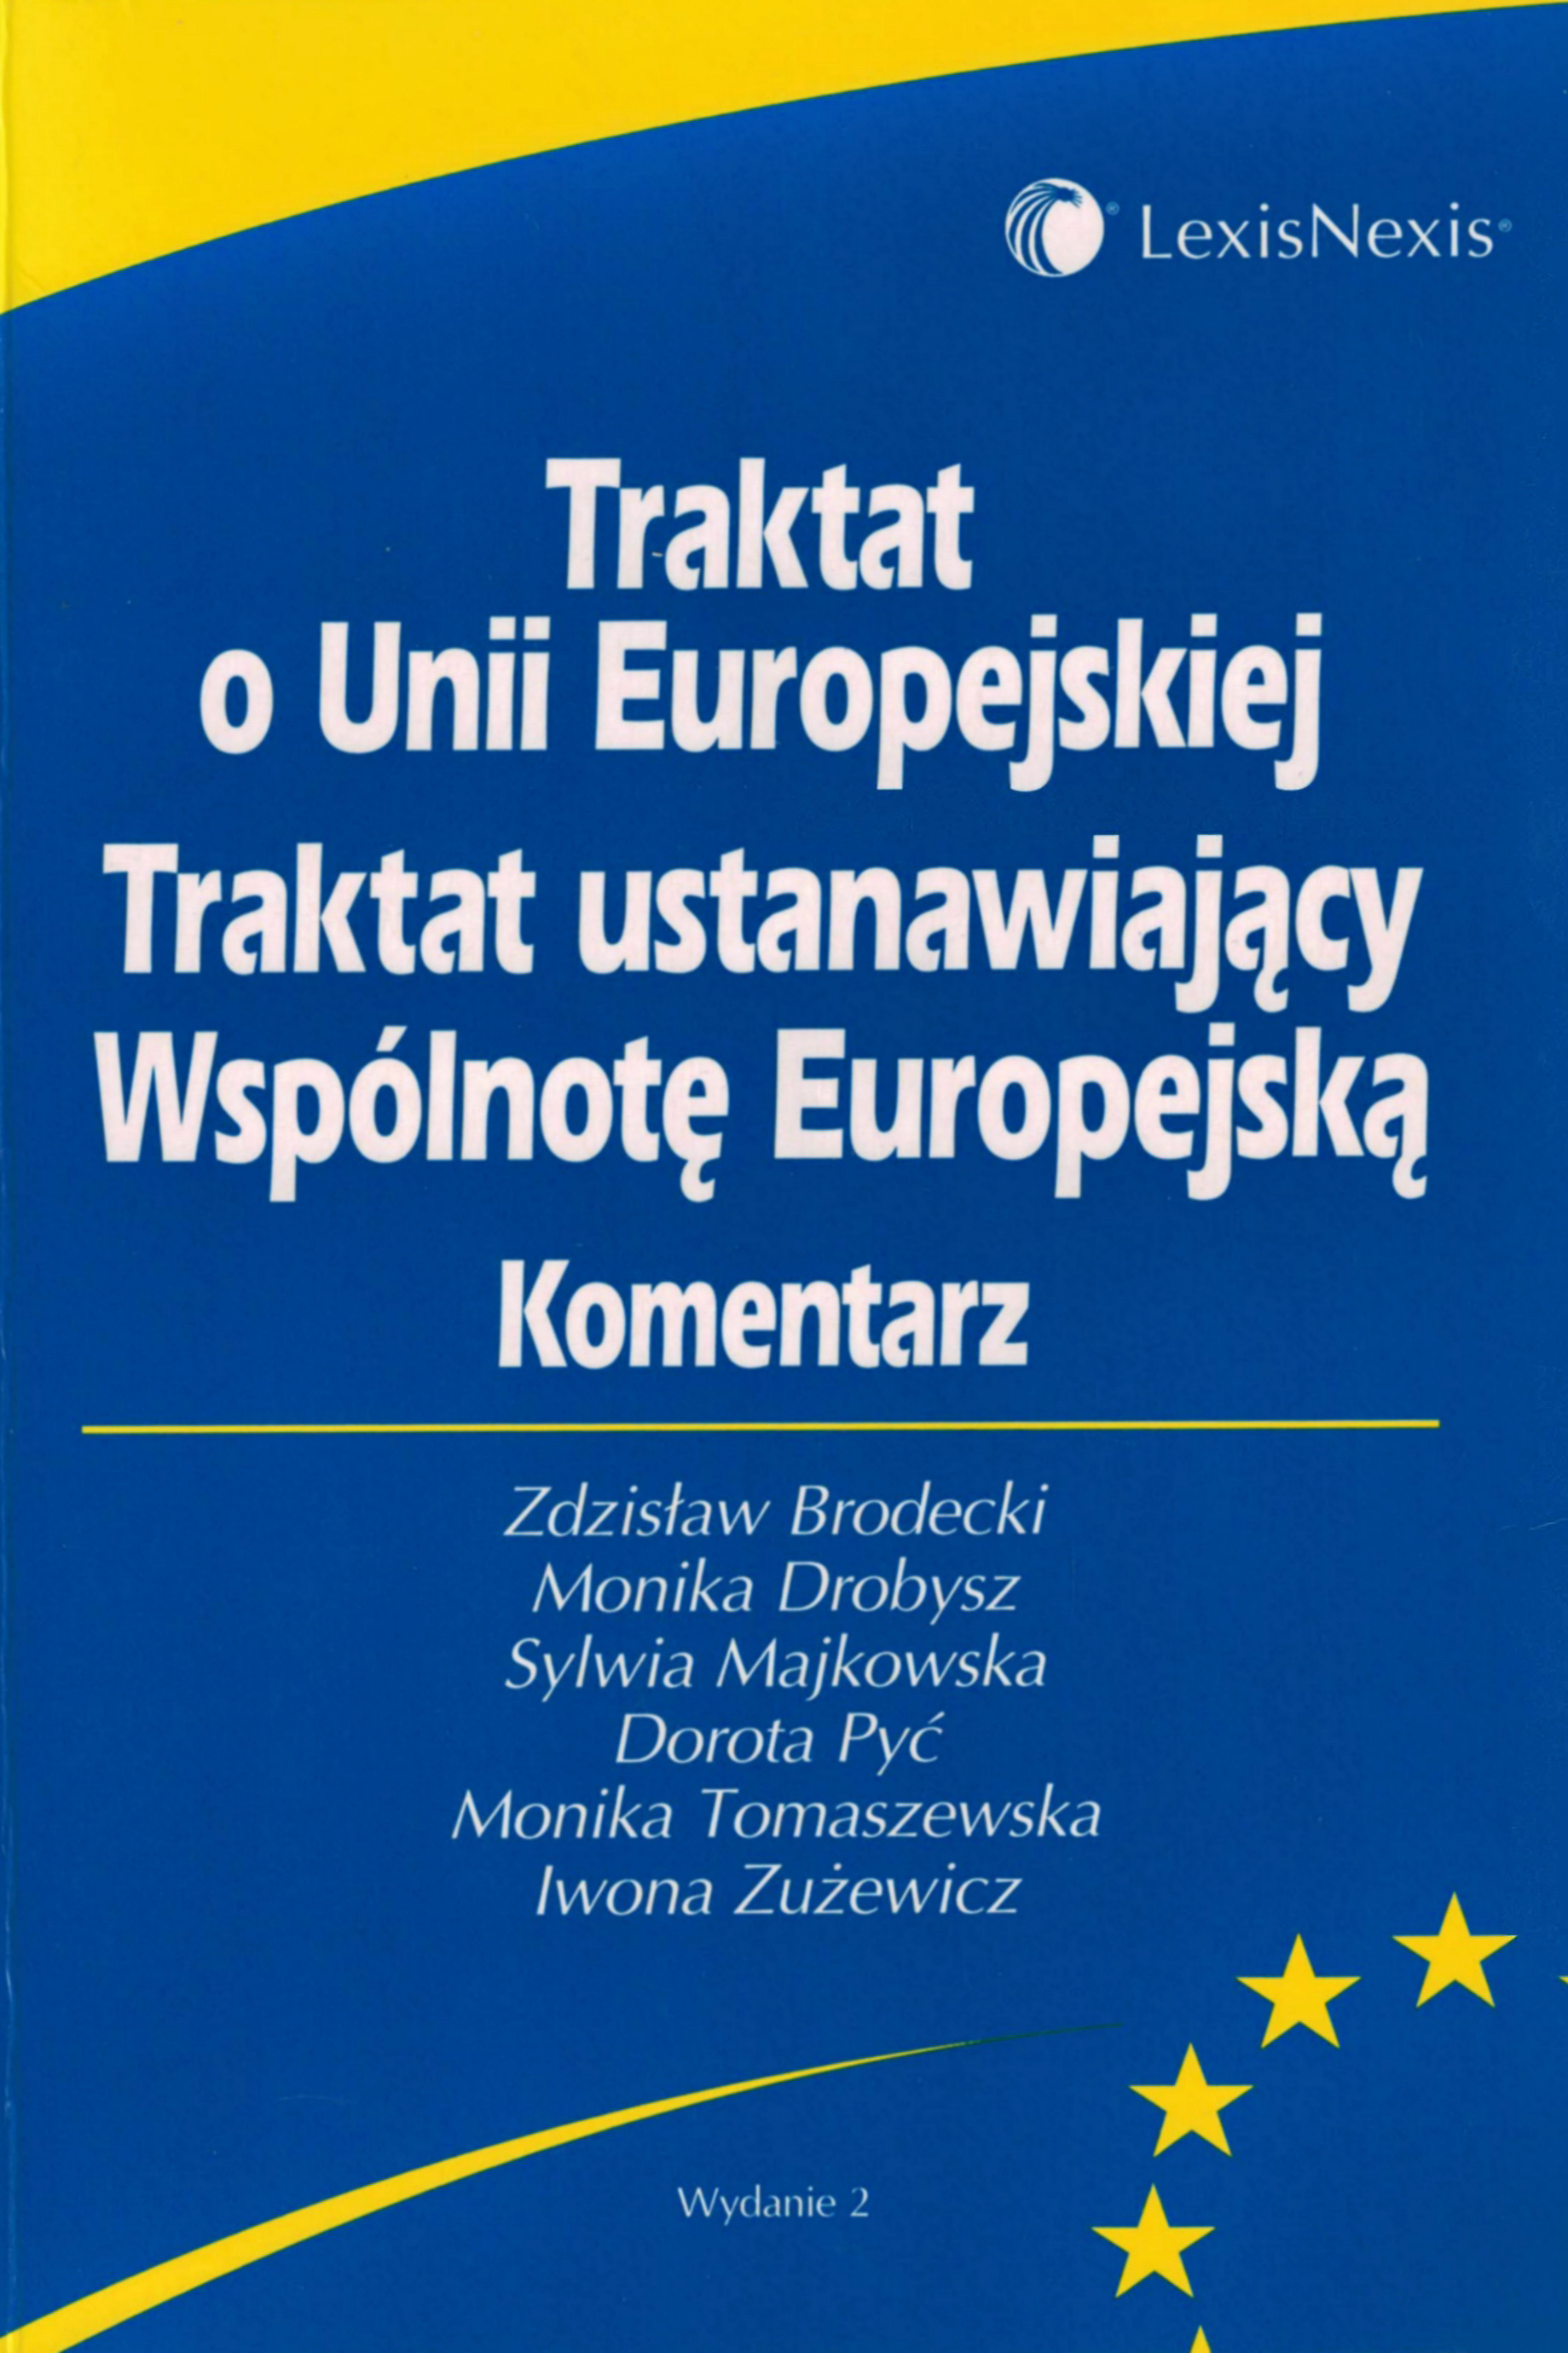 LexisNexis®
Traktat
o Unii Europejskiej
Traktat ustanawiający
Wspólnotę Europejską
Komentarz
Zdzisław Brodecki
Monika Drobysz
Sylwia Majkowska
Dorota Pyć
Monika Tomaszewska
Iwona Zużewicz
Wydanie 2